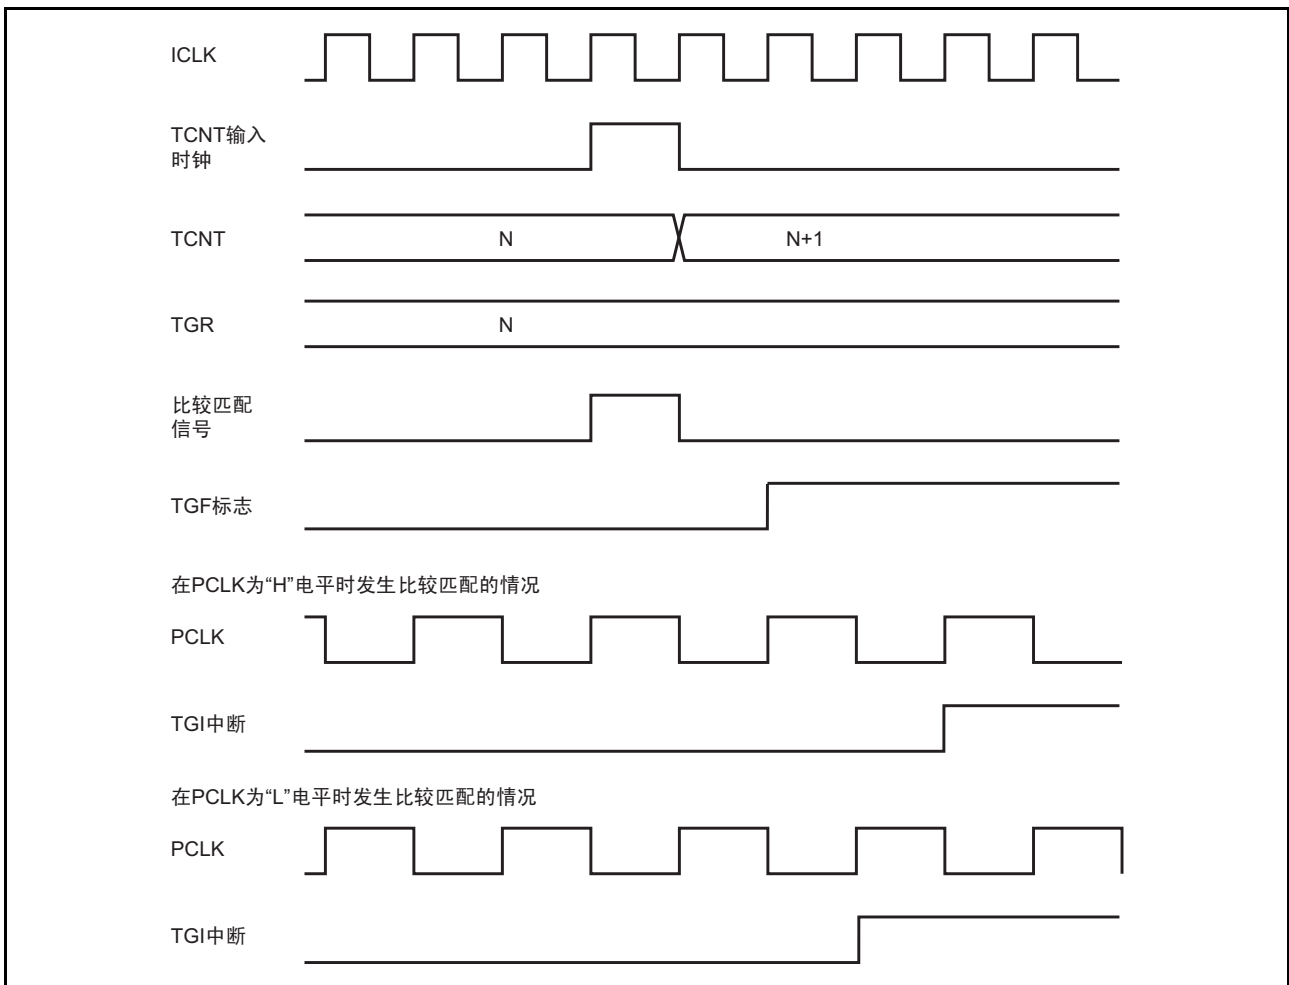 ICLK
TCNT输入
时钟
TCNT
N
N+1
TGR
N
比较匹配
信号
TGF标志
在PCLK为“H”电平时发生比较匹配的情况
PCLK
TGI中断
在PCLK为“L”电平时发生比较匹配的情况
PCLK
TGI中断